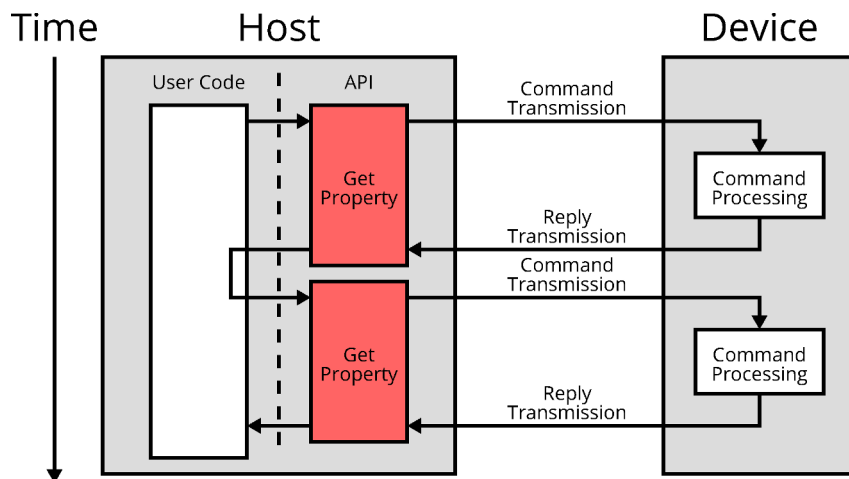 Time
Host
Device
User Code
API
Command
Transmission
Get
Property
Command
Processing
Reply
Transmission
Command
Transmission
Get
Property
Command
Processing
Reply
Transmission